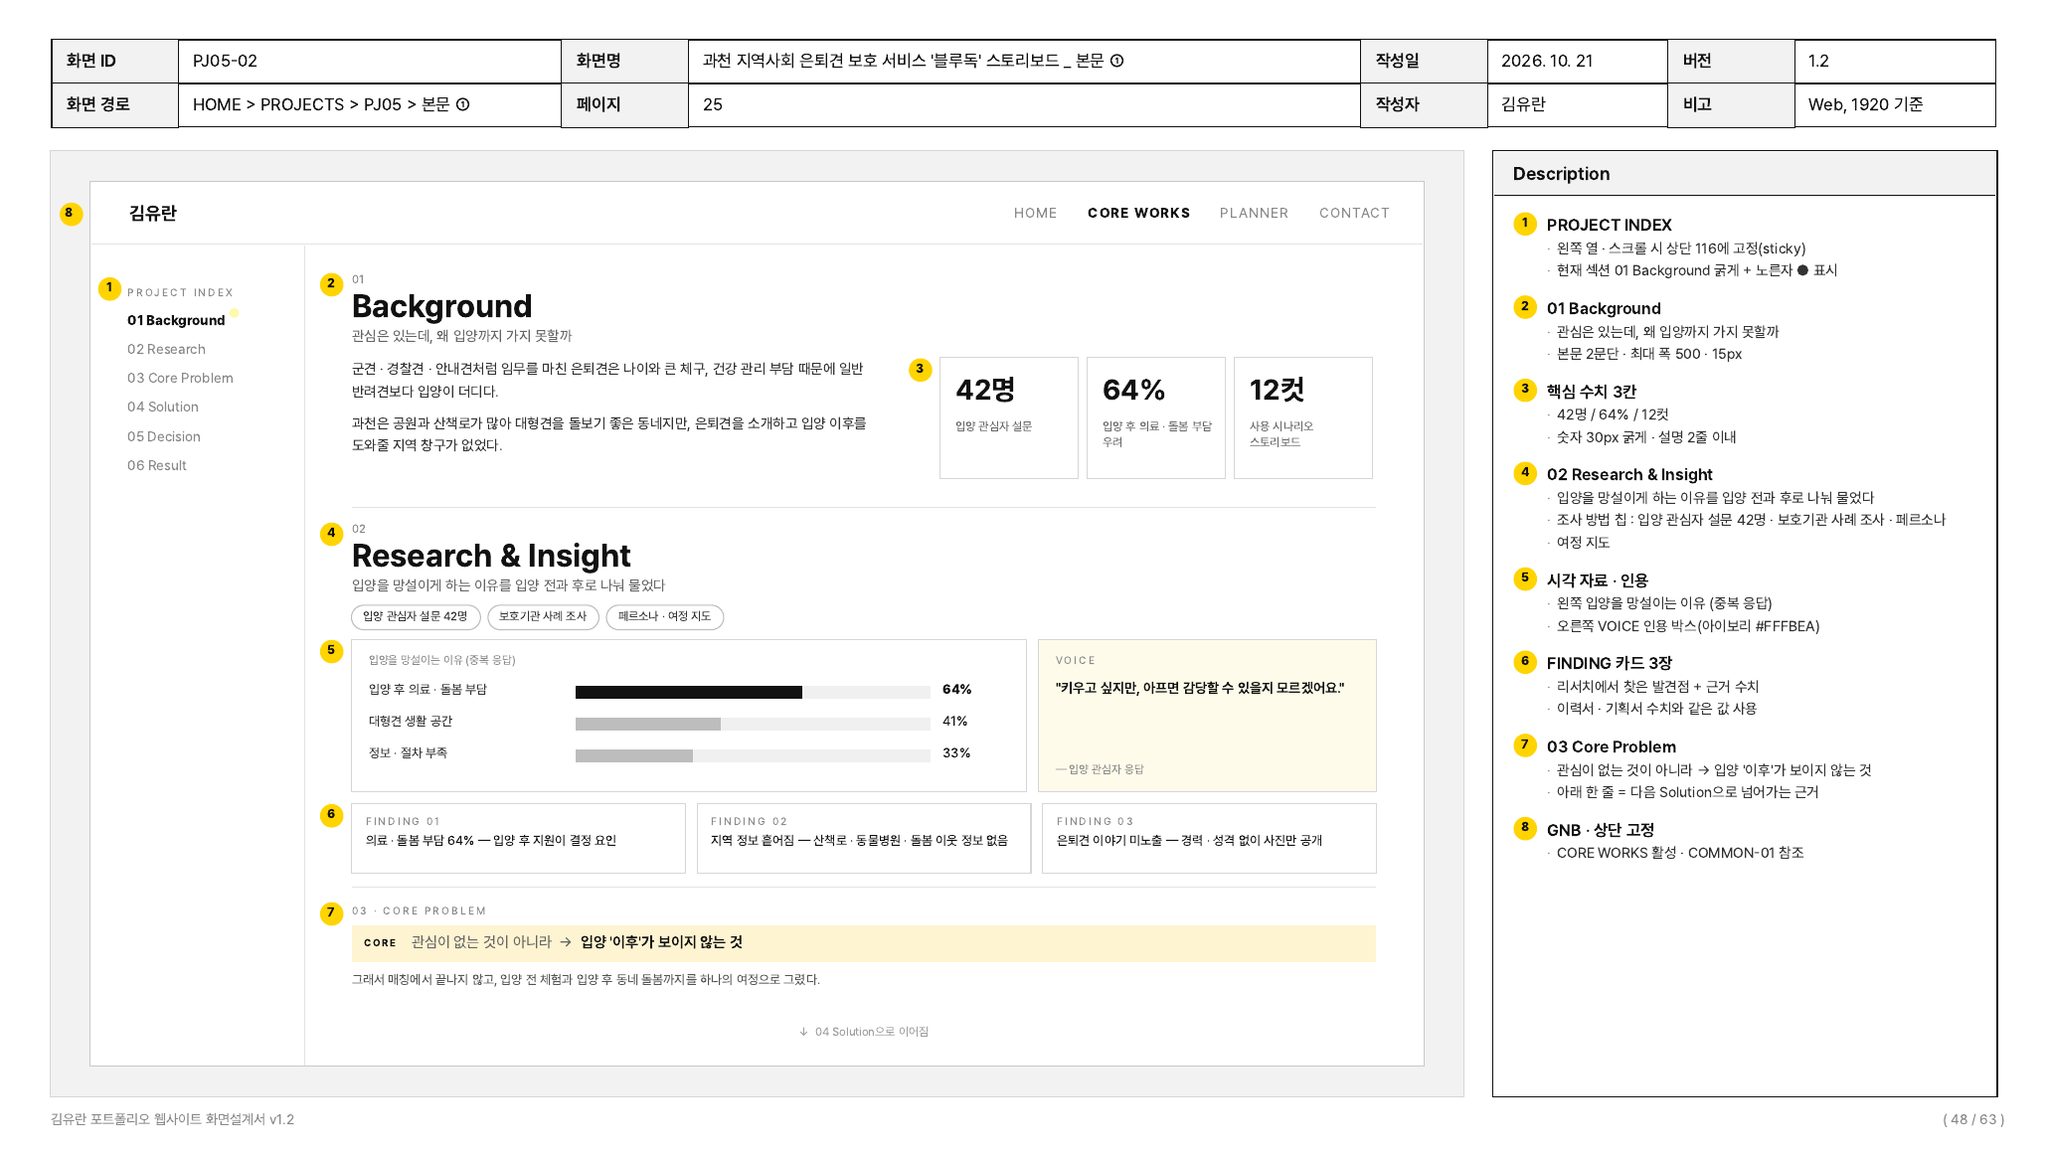 화면 ID PJ05-02 화면명 과천 지역사회 은퇴견 보호 서비스 '블루독' 스토리보드 _ 본문 ① 작성일 2026. 10. 21 버전 1.2
화면 경로 HOME > PROJECTS > PJ05 > 본문 ① 페이지 25 작성자 김유란 비고 Web, 1920 기준
8 김유란 HOME CORE WORKS PLANNER CONTACT
1 PROJECT INDEX
01 Background
02 Research
03 Core Problem
04 Solution
05 Decision
06 Result
2 01
Background
관심은 있는데, 왜 입양까지 가지 못할까
군견 · 경찰견 · 안내견처럼 임무를 마친 은퇴견은 나이와 큰 체구, 건강 관리 부담 때문에 일반
반려견보다 입양이 더디다.
과천은 공원과 산책로가 많아 대형견을 돌보기 좋은 동네지만, 은퇴견을 소개하고 입양 이후를
도와줄 지역 창구가 없었다.
3
42명
입양 관심자 설문
64%
입양 후 의료 · 돌봄 부담
우려
12컷
사용 시나리오
스토리보드
4 02
Research & Insight
입양을 망설이게 하는 이유를 입양 전과 후로 나눠 물었다
입양 관심자 설문 42명 보호기관 사례 조사 페르소나 · 여정 지도
5 입양을 망설이는 이유 (중복 응답)
입양 후 의료 · 돌봄 부담 64%
대형견 생활 공간 41%
정보 · 절차 부족 33%
VOICE
"키우고 싶지만, 아프면 감당할 수 있을지 모르겠어요."
— 입양 관심자 응답
6 FINDING 01
의료 · 돌봄 부담 64% — 입양 후 지원이 결정 요인
FINDING 02
지역 정보 흩어짐 — 산책로 · 동물병원 · 돌봄 이웃 정보 없음
FINDING 03
은퇴견 이야기 미노출 — 경력 · 성격 없이 사진만 공개
7 03 · CORE PROBLEM
CORE 관심이 없는 것이 아니라 → 입양 '이후'가 보이지 않는 것
그래서 매칭에서 끝나지 않고, 입양 전 체험과 입양 후 동네 돌봄까지를 하나의 여정으로 그렸다.
↓ 04 Solution으로 이어짐
Description
1 PROJECT INDEX
· 왼쪽 열 · 스크롤 시 상단 116에 고정(sticky)
· 현재 섹션 01 Background 굵게 + 노른자 ● 표시
2 01 Background
· 관심은 있는데, 왜 입양까지 가지 못할까
· 본문 2문단 · 최대 폭 500 · 15px
3 핵심 수치 3칸
· 42명 / 64% / 12컷
· 숫자 30px 굵게 · 설명 2줄 이내
4 02 Research & Insight
· 입양을 망설이게 하는 이유를 입양 전과 후로 나눠 물었다
· 조사 방법 칩 : 입양 관심자 설문 42명 · 보호기관 사례 조사 · 페르소나
· 여정 지도
5 시각 자료 · 인용
· 왼쪽 입양을 망설이는 이유 (중복 응답)
· 오른쪽 VOICE 인용 박스(아이보리 #FFFBEA)
6 FINDING 카드 3장
· 리서치에서 찾은 발견점 + 근거 수치
· 이력서 · 기획서 수치와 같은 값 사용
7 03 Core Problem
· 관심이 없는 것이 아니라 → 입양 '이후'가 보이지 않는 것
· 아래 한 줄 = 다음 Solution으로 넘어가는 근거
8 GNB · 상단 고정
· CORE WORKS 활성 · COMMON-01 참조
김유란 포트폴리오 웹사이트 화면설계서 v1.2
( 48 / 63 )